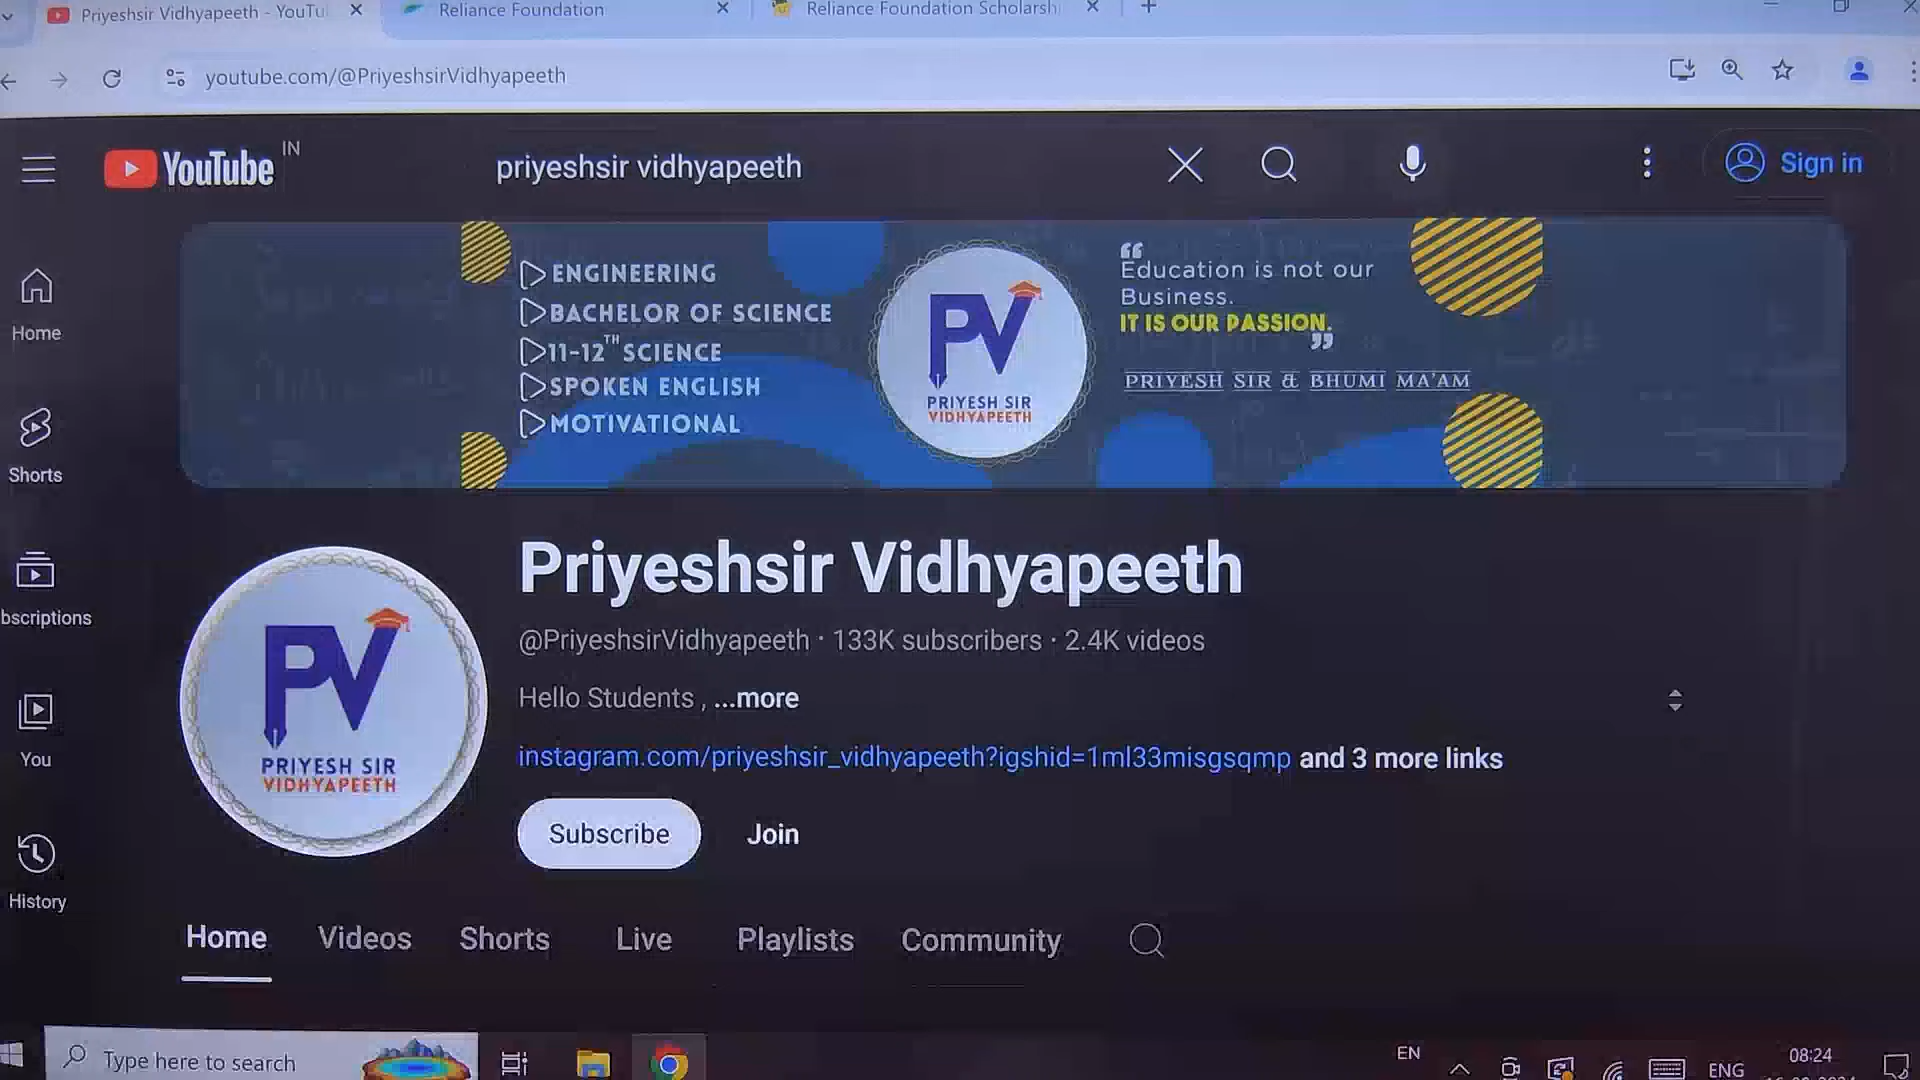 Priyeshsir Vidhyapeeth - YouTu
Reliance Foundation
Reliance Foundation Scholarsh
youtube.com/@PriyeshsirVidhyapeeth
YouTube IN
priyeshsir vidhyapeeth
Sign in
ENGINEERING
BACHELOR OF SCIENCE
11-12TH SCIENCE
SPOKEN ENGLISH
MOTIVATIONAL
PV
PRIYESH SIR
VIDHYAPEETH
“
Education is not our
Business.
IT IS OUR PASSION.
”
PRIYESH SIR & BHUMI MA'AM
Home
Shorts
bscriptions
You
History
PV
PRIYESH SIR
VIDHYAPEETH
Priyeshsir Vidhyapeeth
@PriyeshsirVidhyapeeth · 133K subscribers · 2.4K videos
Hello Students , ...more
instagram.com/priyeshsir_vidhyapeeth?igshid=1ml33misgsqmp and 3 more links
Subscribe
Join
Home
Videos
Shorts
Live
Playlists
Community
Type here to search
EN
ENG
08:24